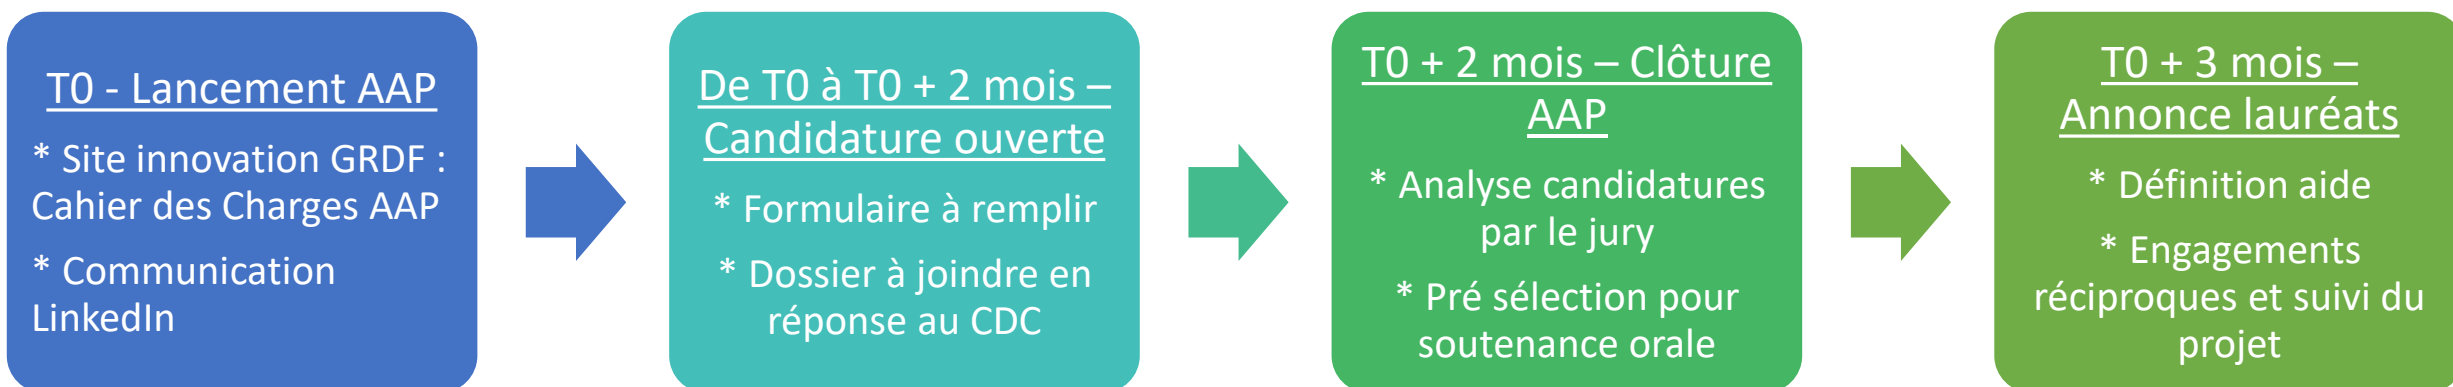 T0 - Lancement AAP
* Site innovation GRDF :
Cahier des Charges AAP
* Communication
LinkedIn
De T0 à T0 + 2 mois –
Candidature ouverte
* Formulaire à remplir
* Dossier à joindre en
réponse au CDC
T0 + 2 mois – Clôture
AAP
* Analyse candidatures
par le jury
* Pré sélection pour
soutenance orale
T0 + 3 mois –
Annonce lauréats
* Définition aide
* Engagements
réciproques et suivi du
projet